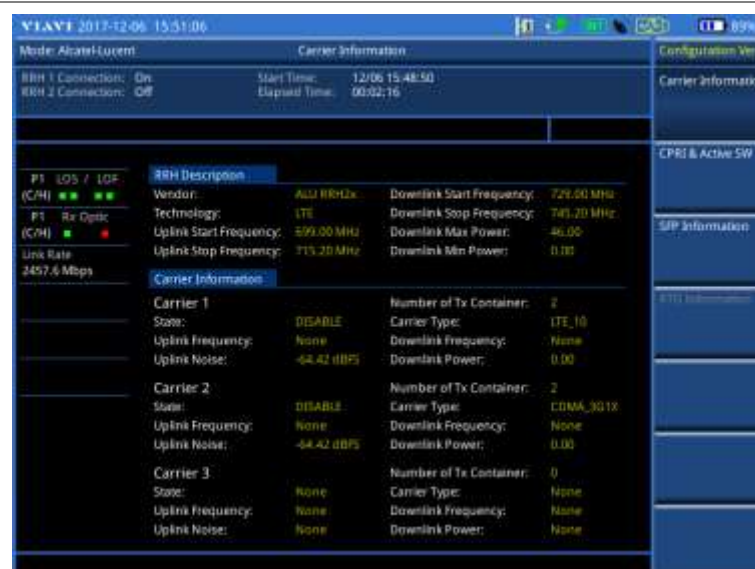 VIAVI 2017-12-06 15:51:06
89%
Mode: Alcatel-Lucent Carrier Information
RRH 1 Connection: On Start Time: 12/06 15:48:50
RRH 2 Connection: Off Elapsed Time: 00:02:16
Configuration Ver
Carrier Informatio
CPRI & Active SW
SFP Information
P1 LOS / LOF
(C/H)
P1 Rx Optic
(C/H)
Link Rate
2457.6 Mbps
RRH Description
Vendor: ALU RRH2x Downlink Start Frequency: 729.00 MHz
Technology: LTE Downlink Stop Frequency: 745.20 MHz
Uplink Start Frequency: 699.00 MHz Downlink Max Power: 46.00
Uplink Stop Frequency: 715.20 MHz Downlink Min Power: 0.00
Carrier Information
Carrier 1 Number of Tx Container: 2
State: DISABLE Carrier Type: LTE_10
Uplink Frequency: None Downlink Frequency: None
Uplink Noise: -64.42 dBFS Downlink Power: 0.00
Carrier 2 Number of Tx Container: 2
State: DISABLE Carrier Type: CDMA_3G1X
Uplink Frequency: None Downlink Frequency: None
Uplink Noise: -64.42 dBFS Downlink Power: 0.00
Carrier 3 Number of Tx Container: 0
State: None Carrier Type: None
Uplink Frequency: None Downlink Frequency: None
Uplink Noise: None Downlink Power: None